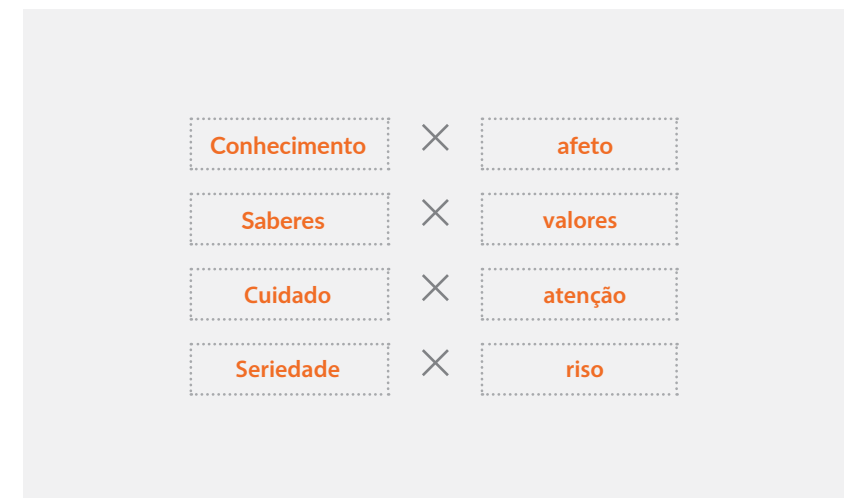 Conhecimento × afeto
Saberes × valores
Cuidado × atenção
Seriedade × riso